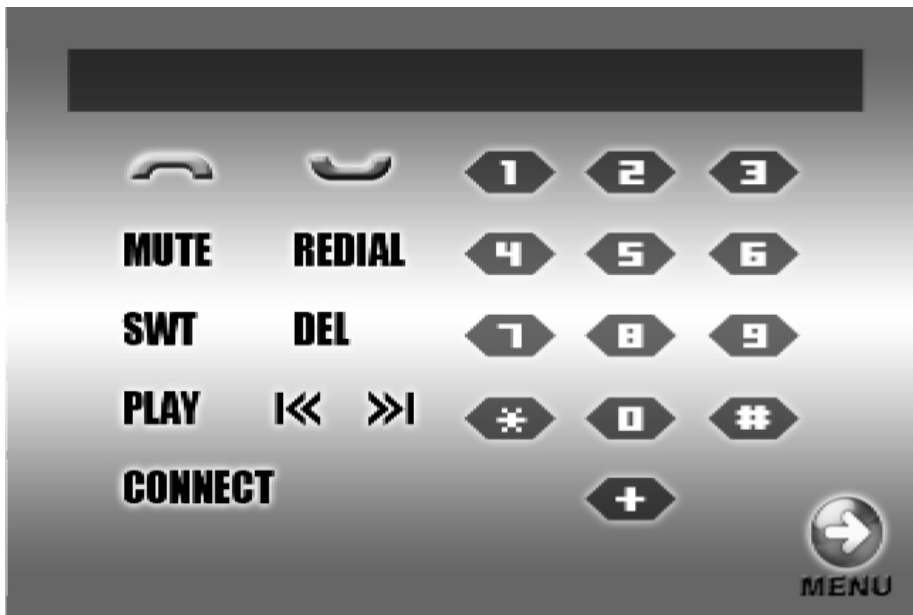 1 2 3
MUTE REDIAL 4 5 6
SWT DEL 7 8 9
PLAY * 0 #
CONNECT +
MENU